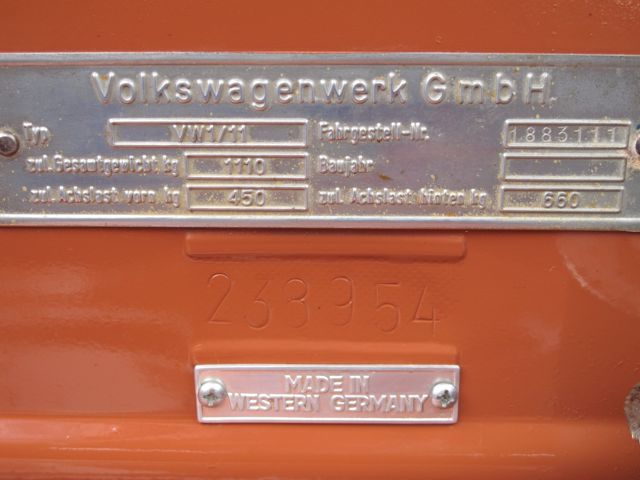 Volkswagenwerk GmbH.
Typ VW1/11 Fahrgestell-Nr. 1883111
zul. Gesamtgewicht kg 1110 Baujahr
zul. Achslast vorn kg 450 zul. Achslast hinten kg 660
238954
MADE IN
WESTERN GERMANY